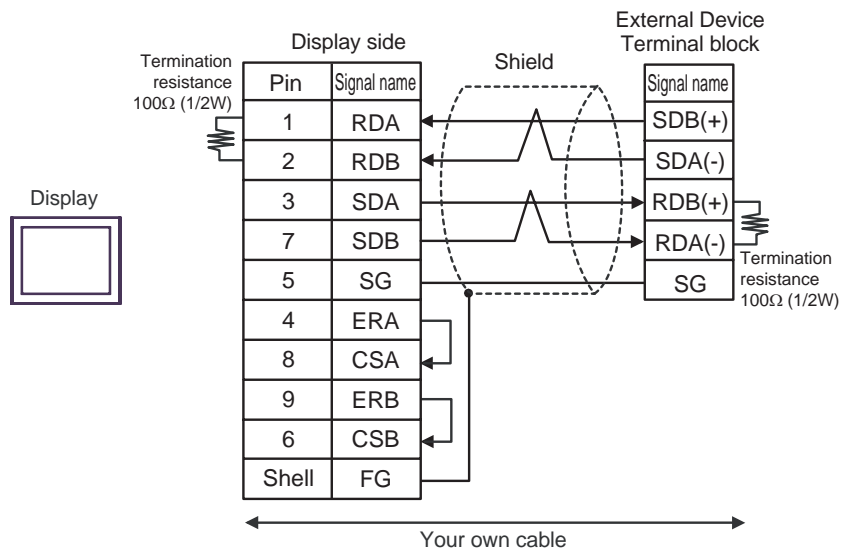 External Device
Terminal block
Display side
Shield
Termination
resistance
100Ω (1/2W)
Pin Signal name
Signal name
1 RDA
SDB(+)
2 RDB
SDA(-)
Display
3 SDA
RDB(+)
7 SDB
RDA(-)
Termination
resistance
100Ω (1/2W)
5 SG
SG
4 ERA
8 CSA
9 ERB
6 CSB
Shell FG
Your own cable